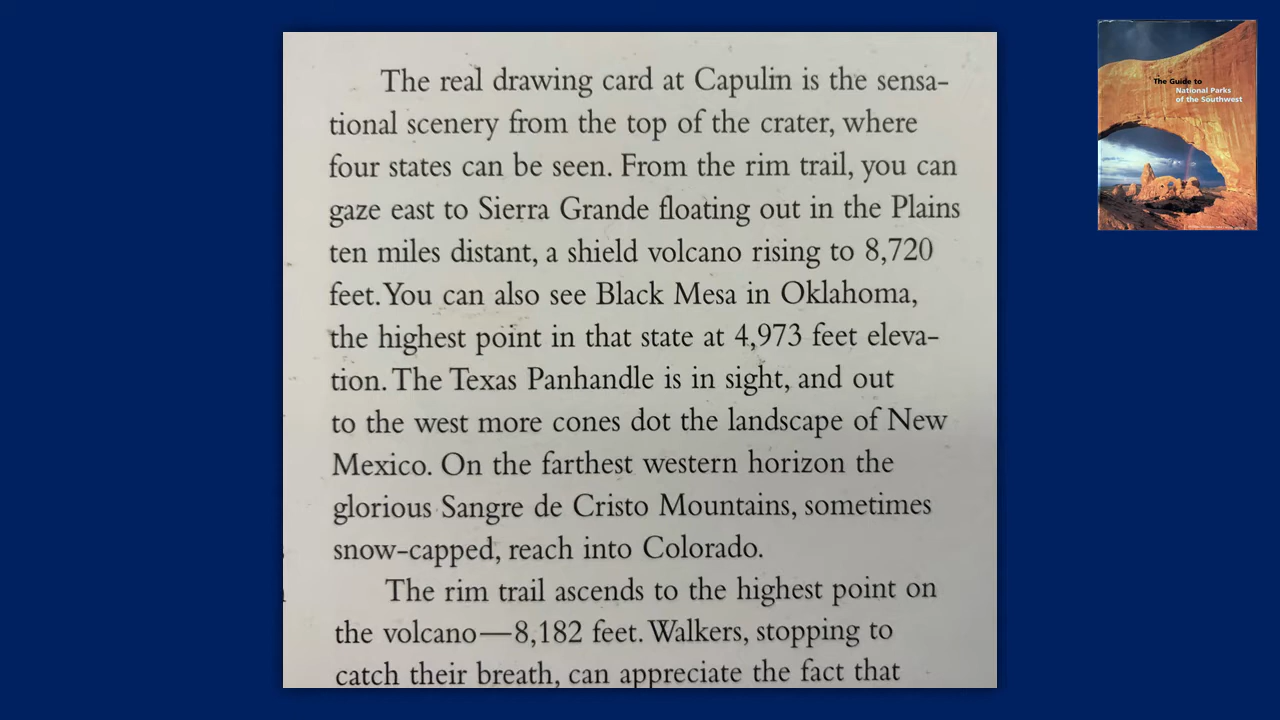 The real drawing card at Capulin is the sensa-
tional scenery from the top of the crater, where
four states can be seen. From the rim trail, you can
gaze east to Sierra Grande floating out in the Plains
ten miles distant, a shield volcano rising to 8,720
feet. You can also see Black Mesa in Oklahoma,
the highest point in that state at 4,973 feet eleva-
tion. The Texas Panhandle is in sight, and out
to the west more cones dot the landscape of New
Mexico. On the farthest western horizon the
glorious Sangre de Cristo Mountains, sometimes
snow-capped, reach into Colorado.
The rim trail ascends to the highest point on
the volcano—8,182 feet. Walkers, stopping to
catch their breath, can appreciate the fact that
The Guide to
National Parks
of the Southwest